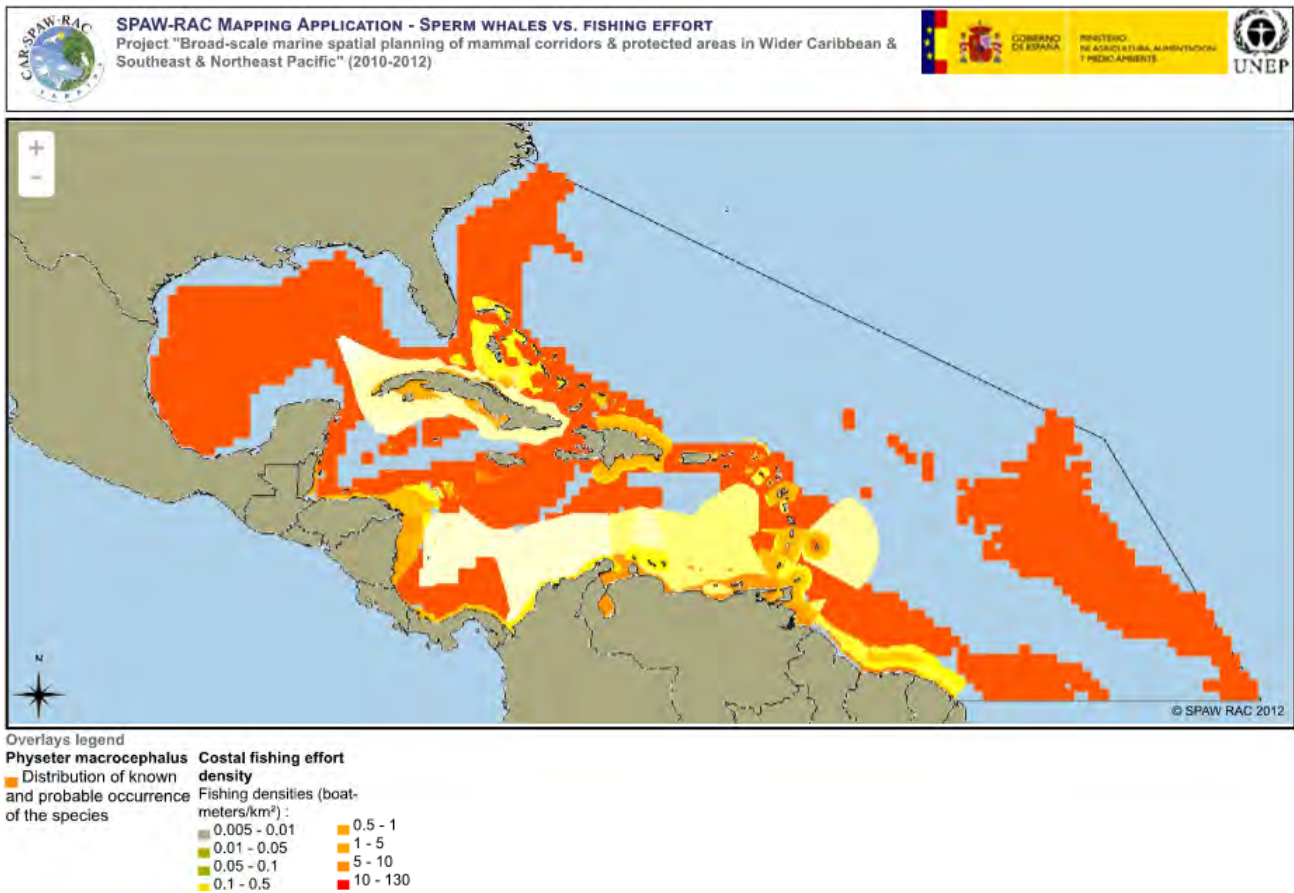 SPAW-RAC MAPPING APPLICATION - SPERM WHALES VS. FISHING EFFORT
Project "Broad-scale marine spatial planning of mammal corridors & protected areas in Wider Caribbean &
Southeast & Northeast Pacific" (2010-2012)
CAR-SPAW-RAC
GOBIERNO
DE ESPAÑA
MINISTERIO
DE AGRICULTURA, ALIMENTACIÓN
Y MEDIO AMBIENTE
UNEP
+
-
N
© SPAW RAC 2012
Overlays legend
Physeter macrocephalus
Distribution of known
and probable occurrence
of the species
Costal fishing effort
density
Fishing densities (boat-
meters/km²) :
0.005 - 0.01
0.01 - 0.05
0.05 - 0.1
0.1 - 0.5
0.5 - 1
1 - 5
5 - 10
10 - 130